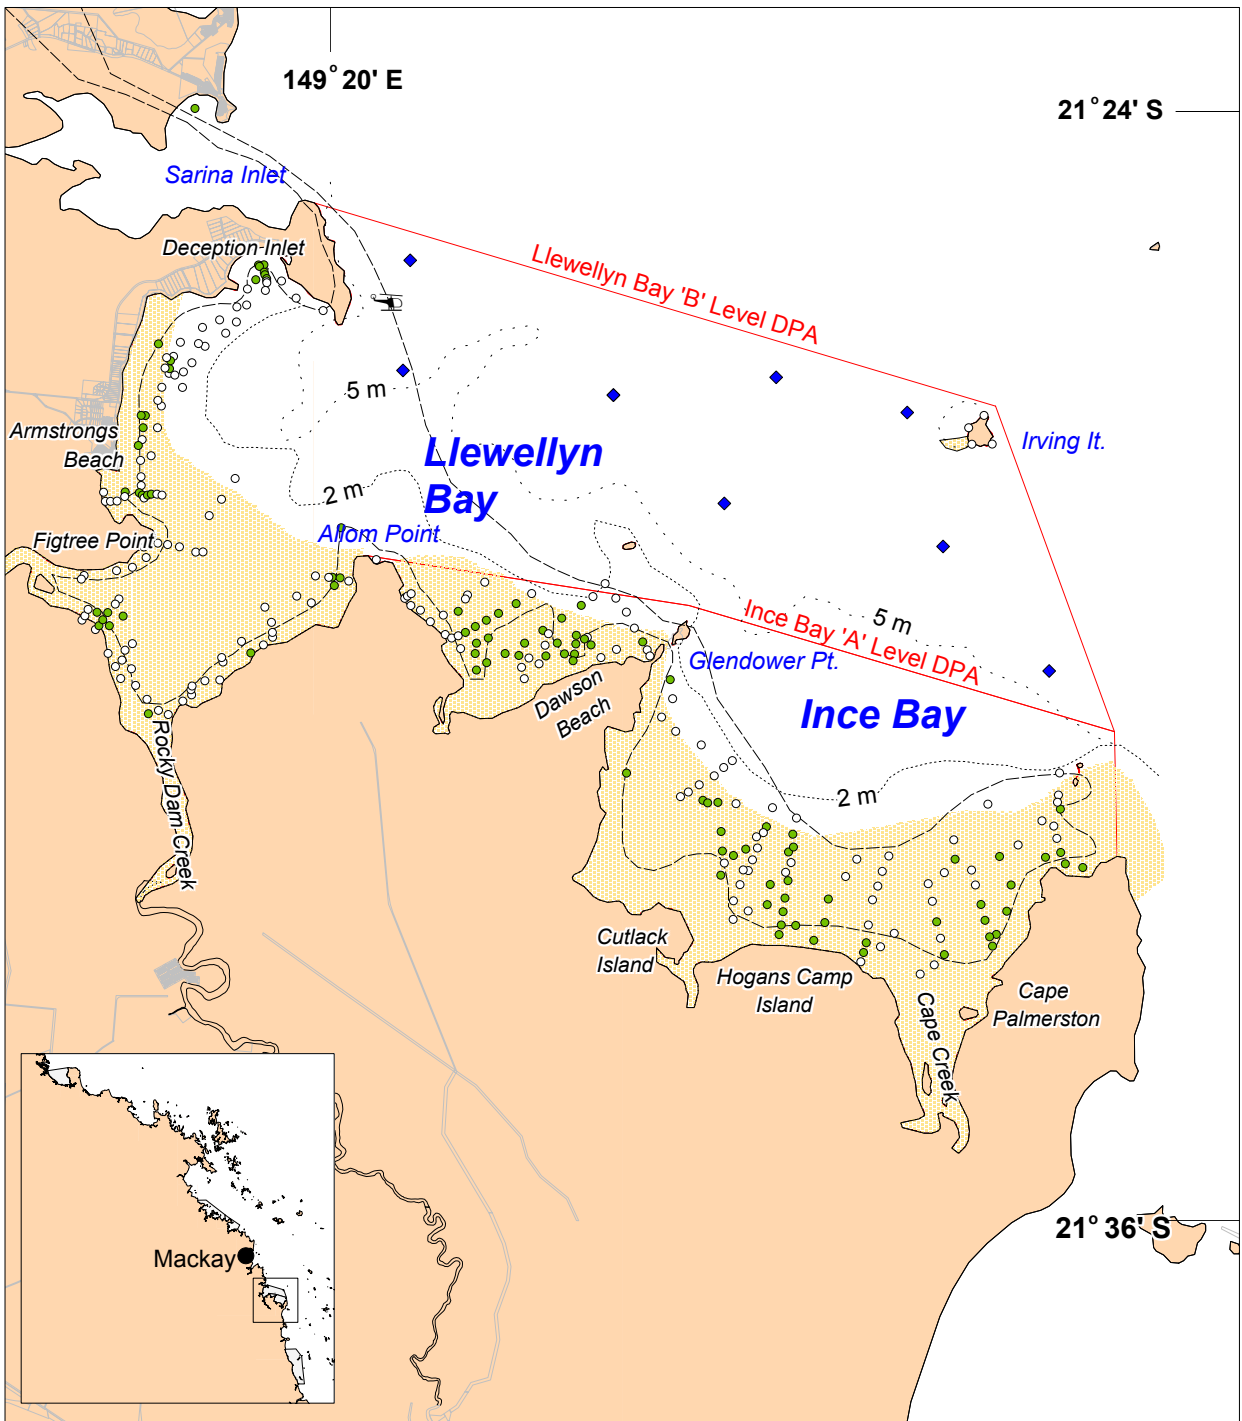 149° 20' E
21° 24' S
Sarina Inlet
Deception Inlet
Llewellyn Bay 'B' Level DPA
5 m
Armstrongs
Beach
Llewellyn
Bay
Irving It.
2 m
Allom Point
Figtree Point
Ince Bay 'A' Level DPA
5 m
Glendower Pt.
Dawson
Beach
Ince Bay
Rocky Dam Creek
2 m
Cutlack
Island
Hogans Camp
Island
Cape Creek
Cape
Palmerston
21° 36' S
Mackay